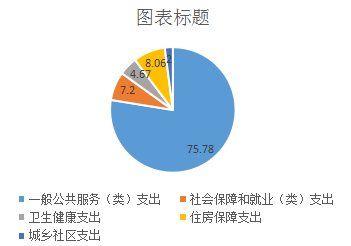 图表标题
2
8.06
4.67
7.2
75.78
一般公共服务（类）支出
社会保障和就业（类）支出
卫生健康支出
住房保障支出
城乡社区支出